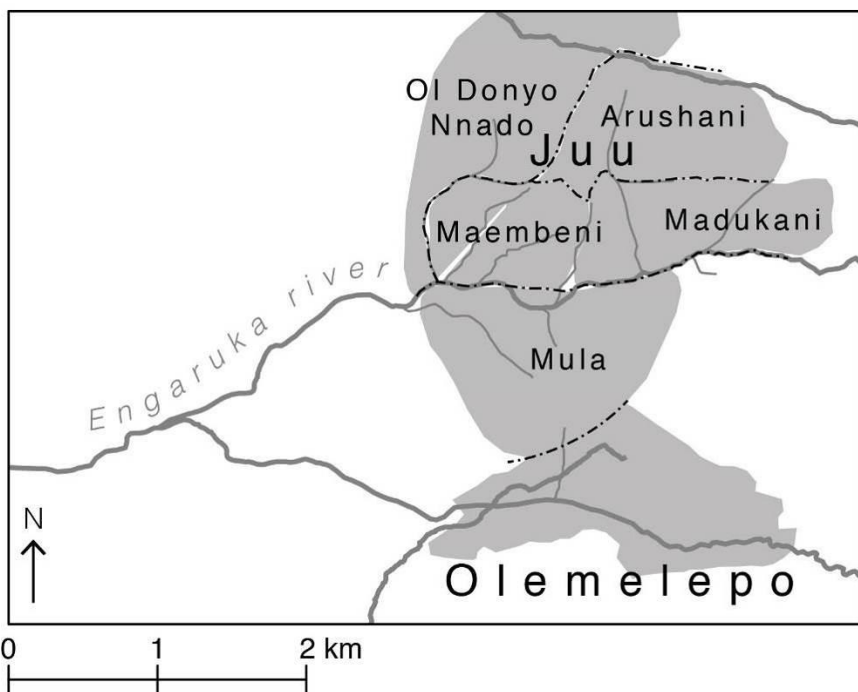 Ol Donyo
Nnado
Arushani
Juu
Maembeni
Madukani
Engaruka river
Mula
N
Olemelepo
0 1 2 km